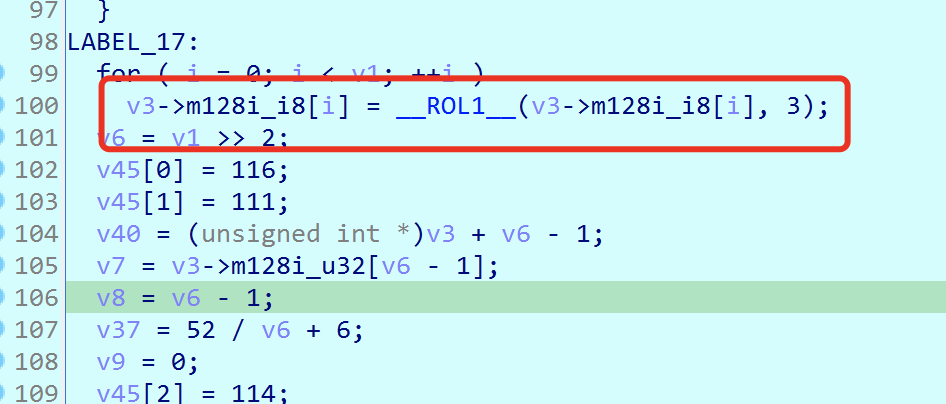 97 }
98 LABEL_17:
99 for ( i = 0; i < v1; ++i )
100 v3->m128i_i8[i] = __ROL1__(v3->m128i_i8[i], 3);
101 v6 = v1 >> 2;
102 v45[0] = 116;
103 v45[1] = 111;
104 v40 = (unsigned int *)v3 + v6 - 1;
105 v7 = v3->m128i_u32[v6 - 1];
106 v8 = v6 - 1;
107 v37 = 52 / v6 + 6;
108 v9 = 0;
109 v45[2] = 114;